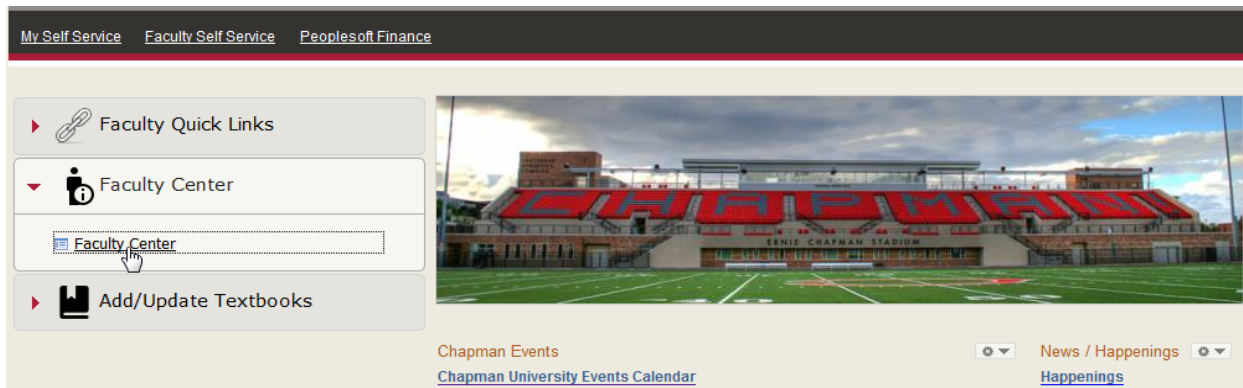 My Self Service Faculty Self Service Peoplesoft Finance
Faculty Quick Links
Faculty Center
Faculty Center
Add/Update Textbooks
CHAPMAN
ERNIE CHAPMAN STADIUM
Chapman Events
Chapman University Events Calendar
News / Happenings
Happenings